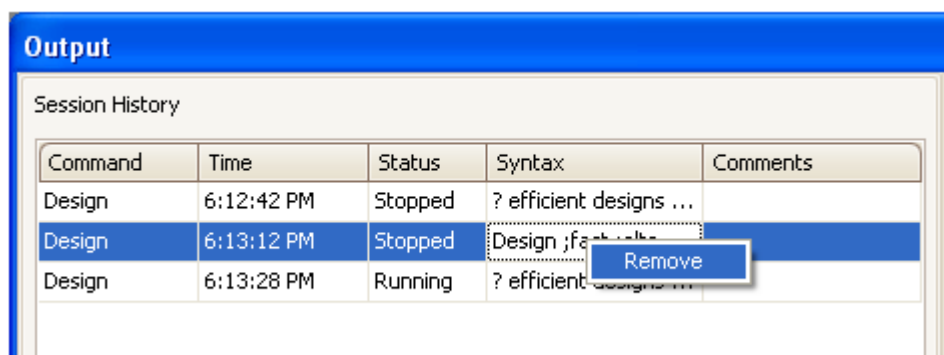 Output
Session History
Command Time Status Syntax Comments
Design 6:12:42 PM Stopped ? efficient designs ...
Design 6:13:12 PM Stopped Design ;fast
Remove
Design 6:13:28 PM Running ? efficient designs ...